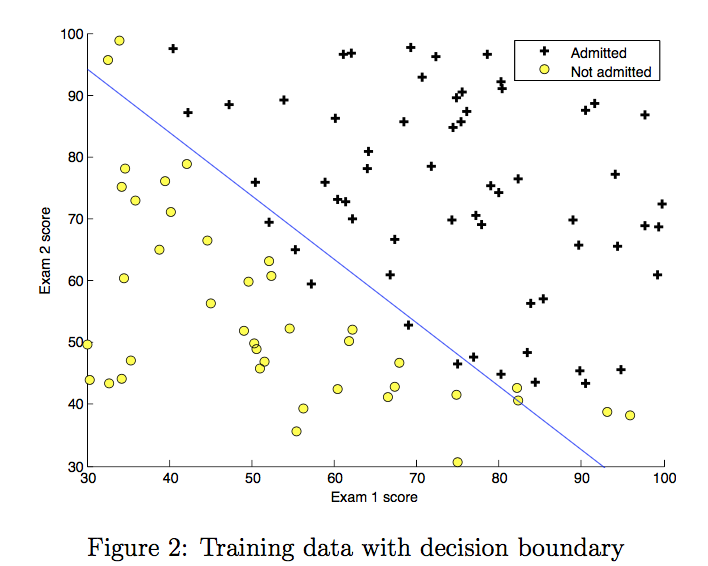 100
90
80
70
60
50
40
30
Exam 2 score
Admitted
Not admitted
30 40 50 60 70 80 90 100
Exam 1 score
Figure 2: Training data with decision boundary